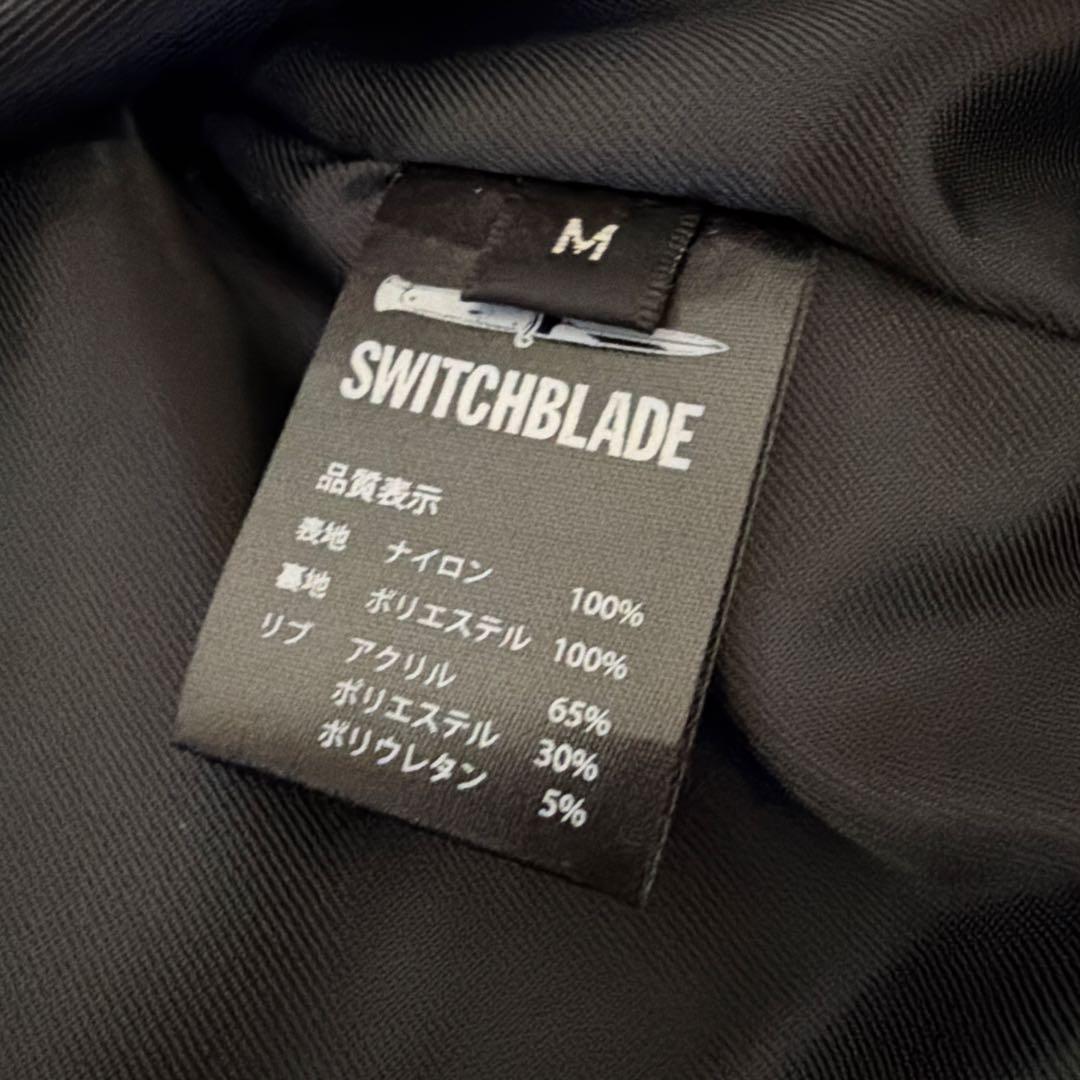 M
SWITCHBLADE
品質表示
表地 ナイロン 100%
裏地 ポリエステル 100%
リブ アクリル 65%
ポリエステル 30%
ポリウレタン 5%